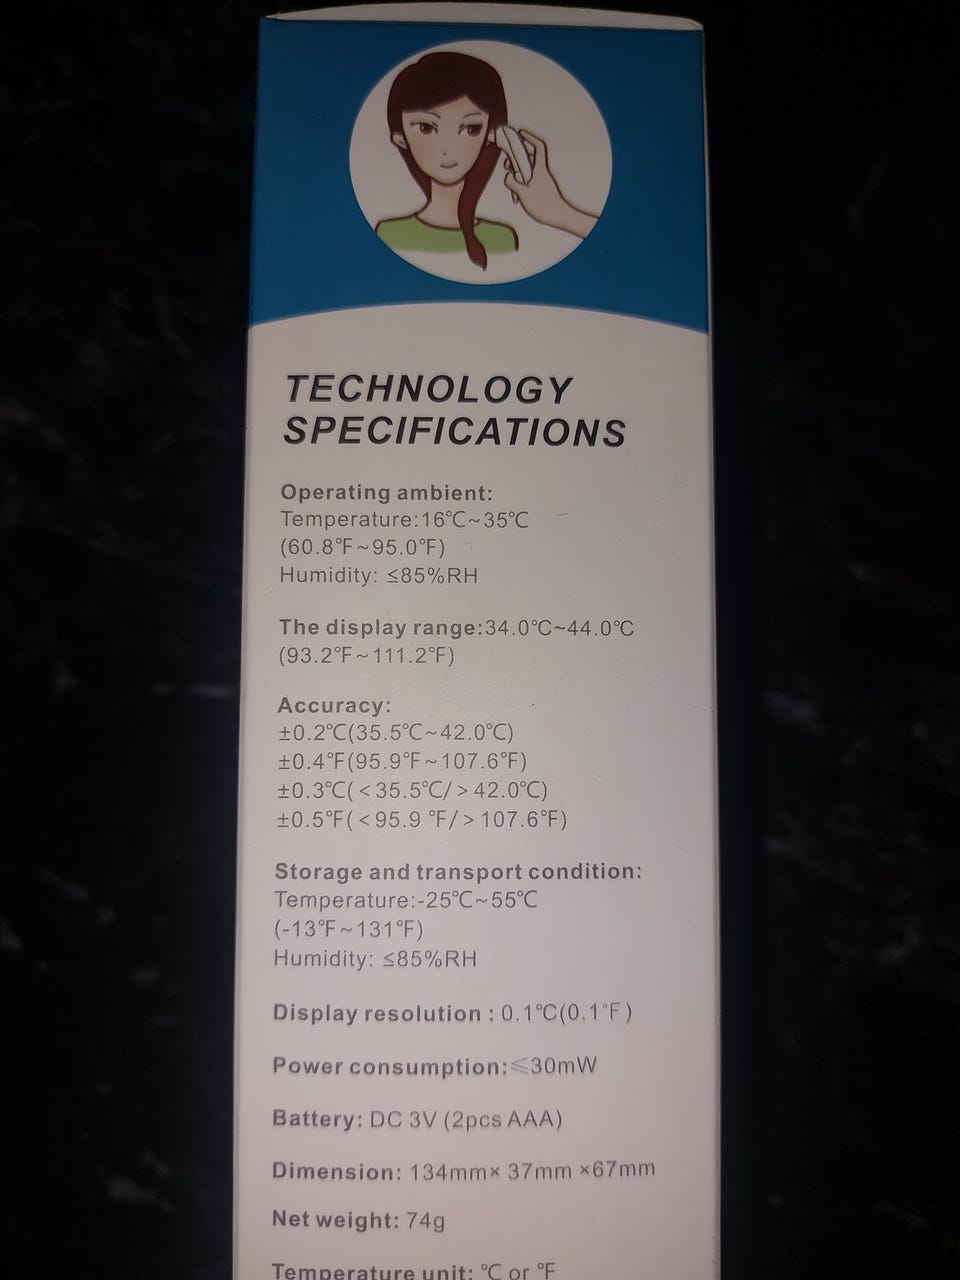 TECHNOLOGY
SPECIFICATIONS
Operating ambient:
Temperature:16℃~35℃
(60.8℉~95.0℉)
Humidity: ≤85%RH
The display range:34.0℃~44.0℃
(93.2℉~111.2℉)
Accuracy:
±0.2℃(35.5℃~42.0℃)
±0.4℉(95.9℉~107.6℉)
±0.3℃(<35.5℃/>42.0℃)
±0.5℉(<95.9 ℉/>107.6℉)
Storage and transport condition:
Temperature:-25℃~55℃
(-13℉~131℉)
Humidity: ≤85%RH
Display resolution : 0.1℃(0.1℉)
Power consumption:⩽30mW
Battery: DC 3V (2pcs AAA)
Dimension: 134mm× 37mm ×67mm
Net weight: 74g
Temperature unit: ℃ or ℉